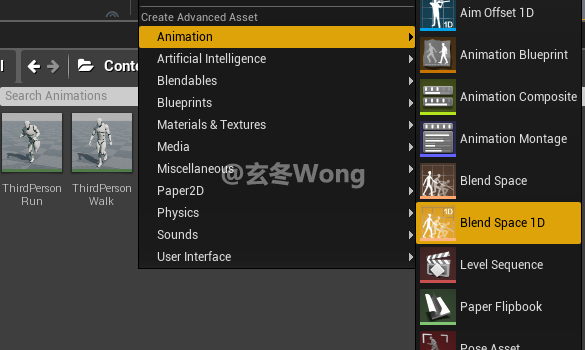 Create Advanced Asset
Animation
Artificial Intelligence
Blendables
Blueprints
Materials & Textures
Media
Miscellaneous
Paper2D
Physics
Sounds
User Interface
Aim Offset 1D
1D
Animation Blueprint
Animation Composite
Animation Montage
Blend Space
Blend Space 1D
1D
Level Sequence
Paper Flipbook
Pose Asset
Search Animations
ThirdPerson
Run
ThirdPerson
Walk
@玄冬Wong